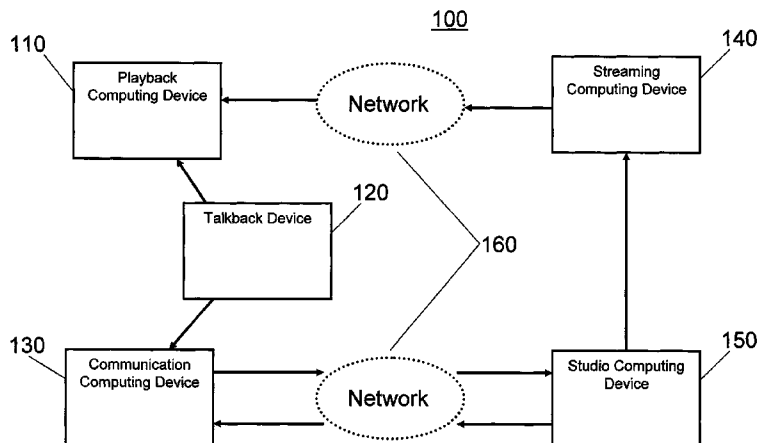 100
110
Playback
Computing Device
Network
Streaming
Computing Device
140
Talkback Device
120
160
130
Communication
Computing Device
Network
Studio Computing
Device
150